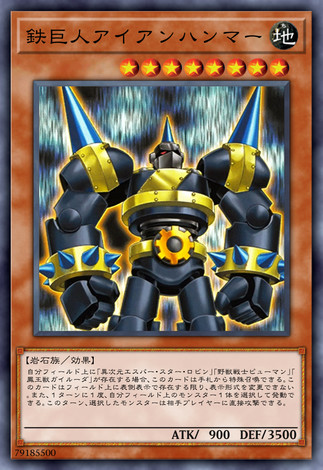 鉄巨人アイアンハンマー
地
【岩石族／効果】
自分フィールド上に「異次元エスパー・スター・ロビン」「野獣戦士ピューマン」「
鳳王獣ガイルーダ」が存在する場合、このカードは手札から特殊召喚できる。こ
のカードはフィールド上に表側表示で存在する限り、表示形式を変更できない
。また、１ターンに１度、自分フィールド上のモンスター１体を選択して発動で
きる。このターン、選択したモンスターは相手プレイヤーに直接攻撃できる。
ATK/ 900 DEF/3500
79185500